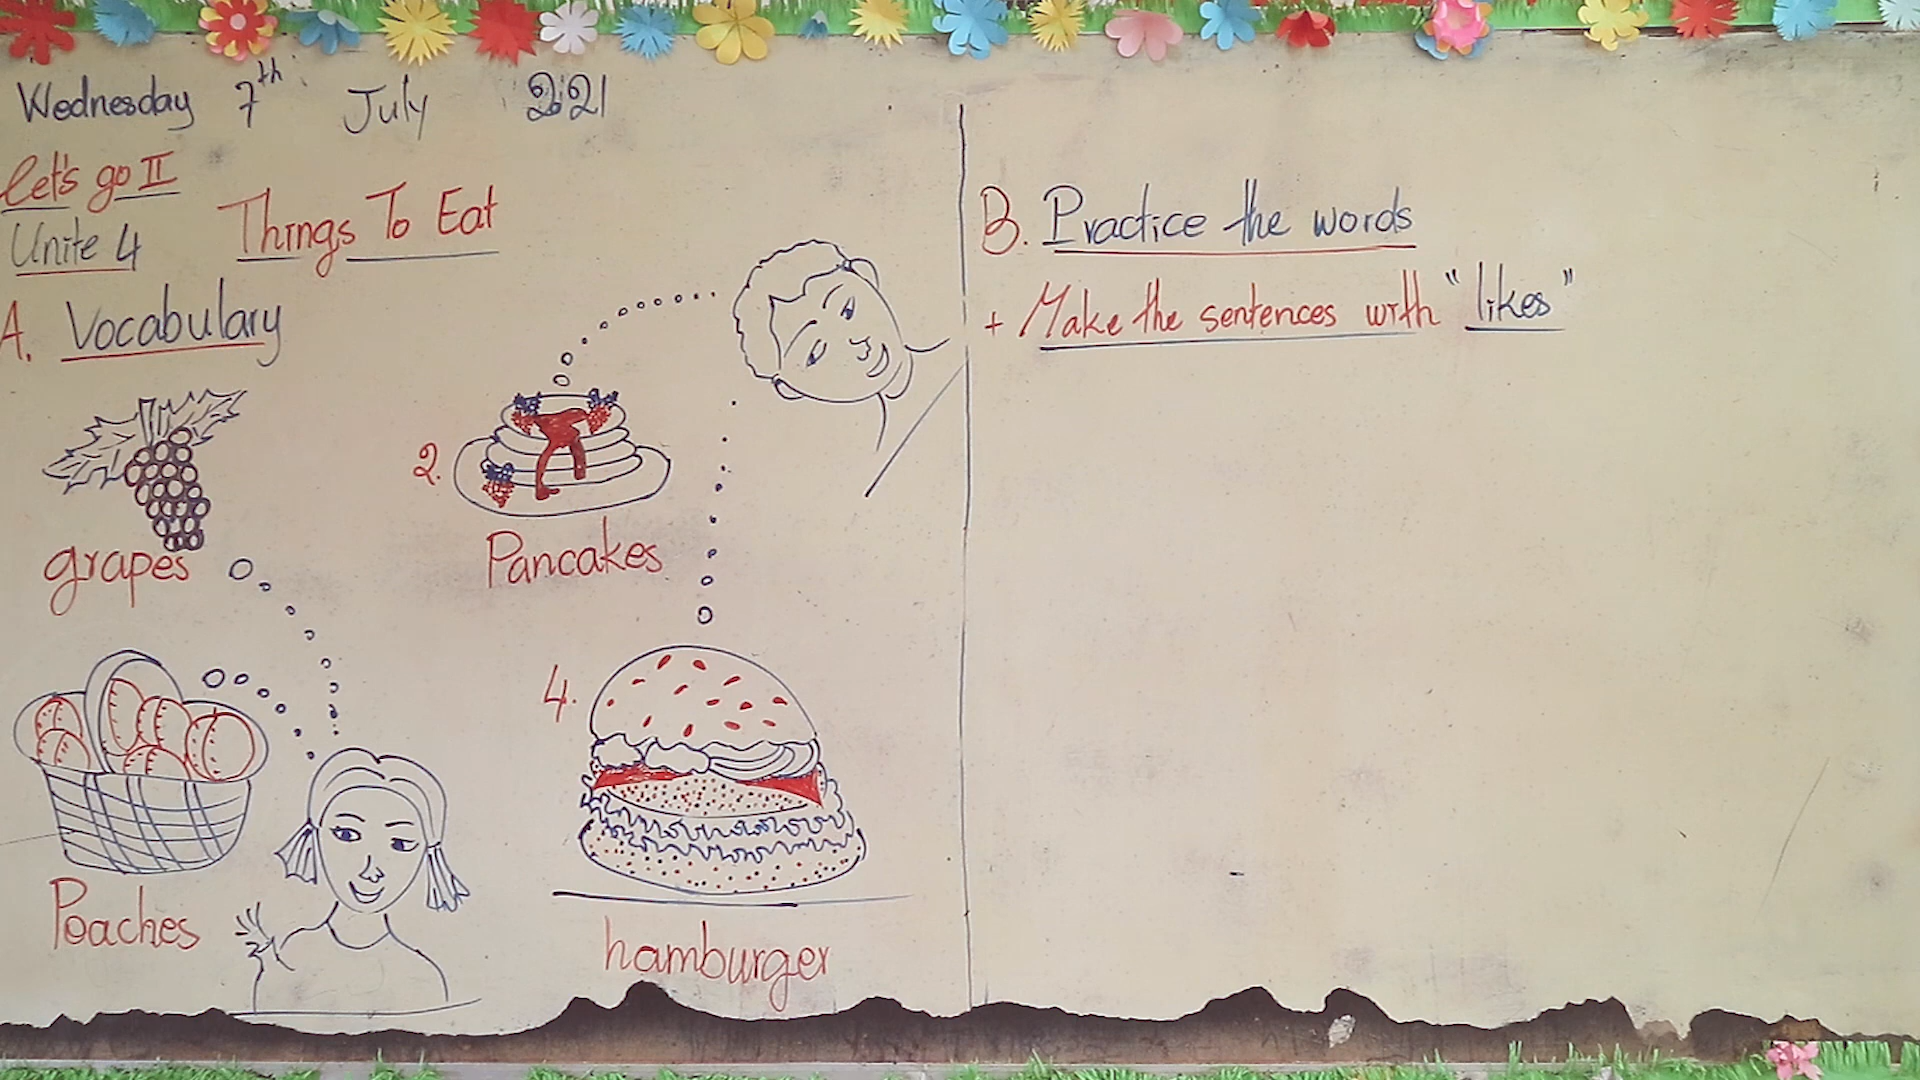 Wednesday 7th July 2021
Let's go II
Unite 4 Things To Eat
A. Vocabulary
grapes
2.
Pancakes
Peaches
4.
hamburger
B. Practice the words
+ Make the sentences with "likes"